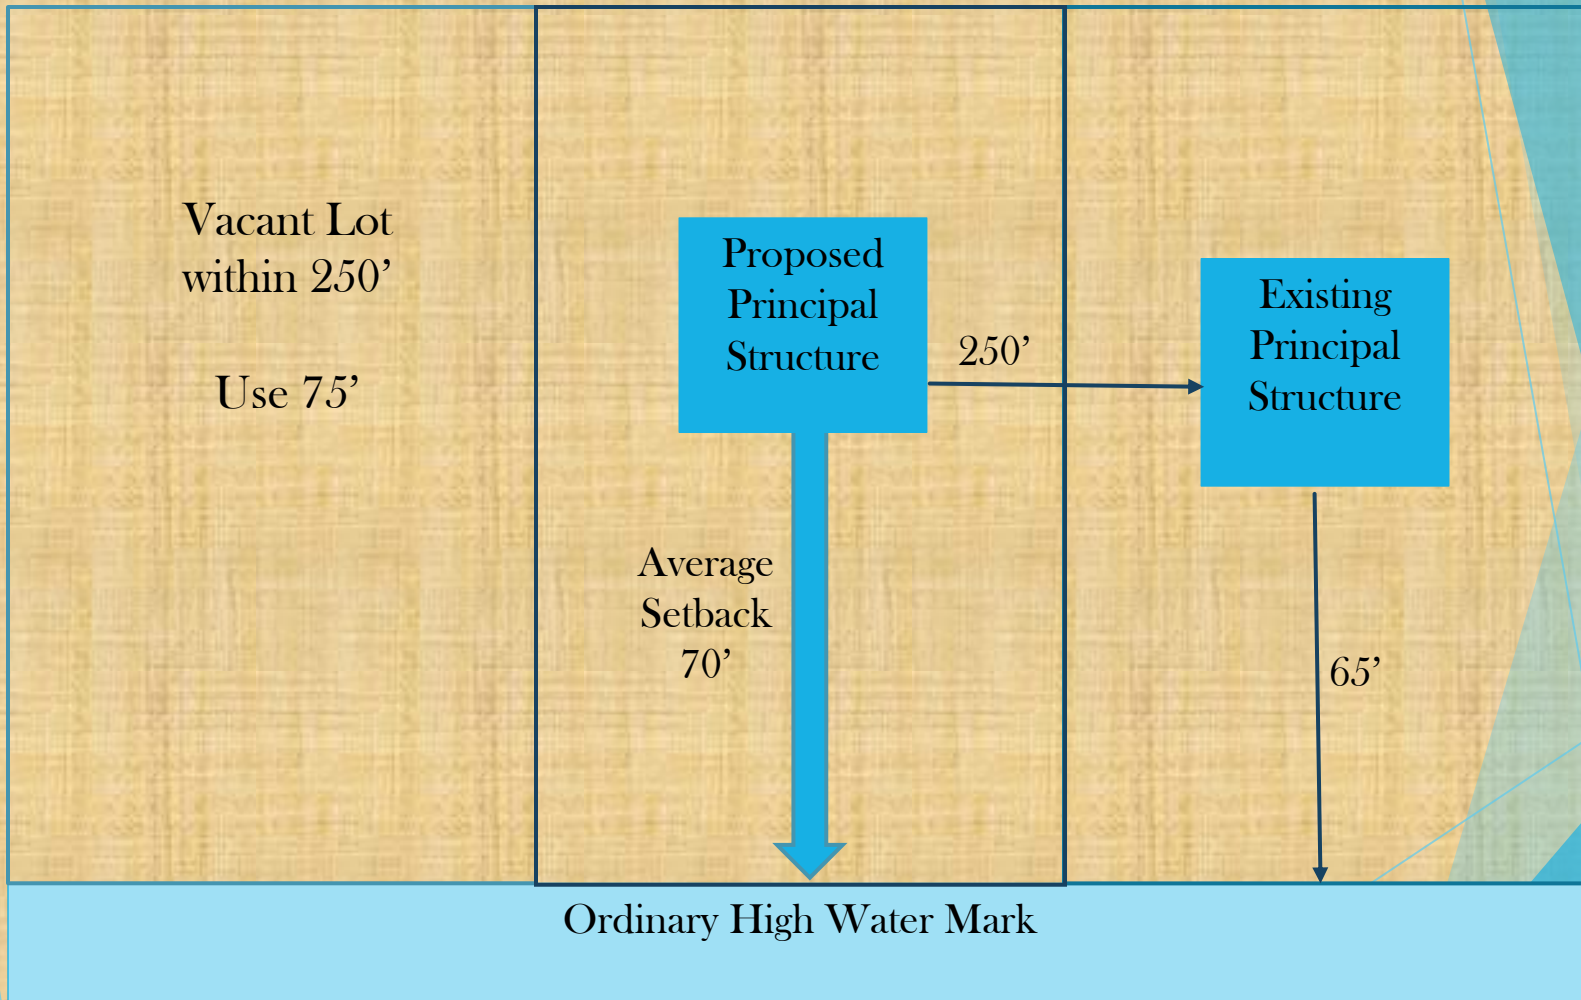 Vacant Lot
within 250’
Use 75’
Proposed
Principal
Structure
250’
Existing
Principal
Structure
Average
Setback
70’
65’
Ordinary High Water Mark